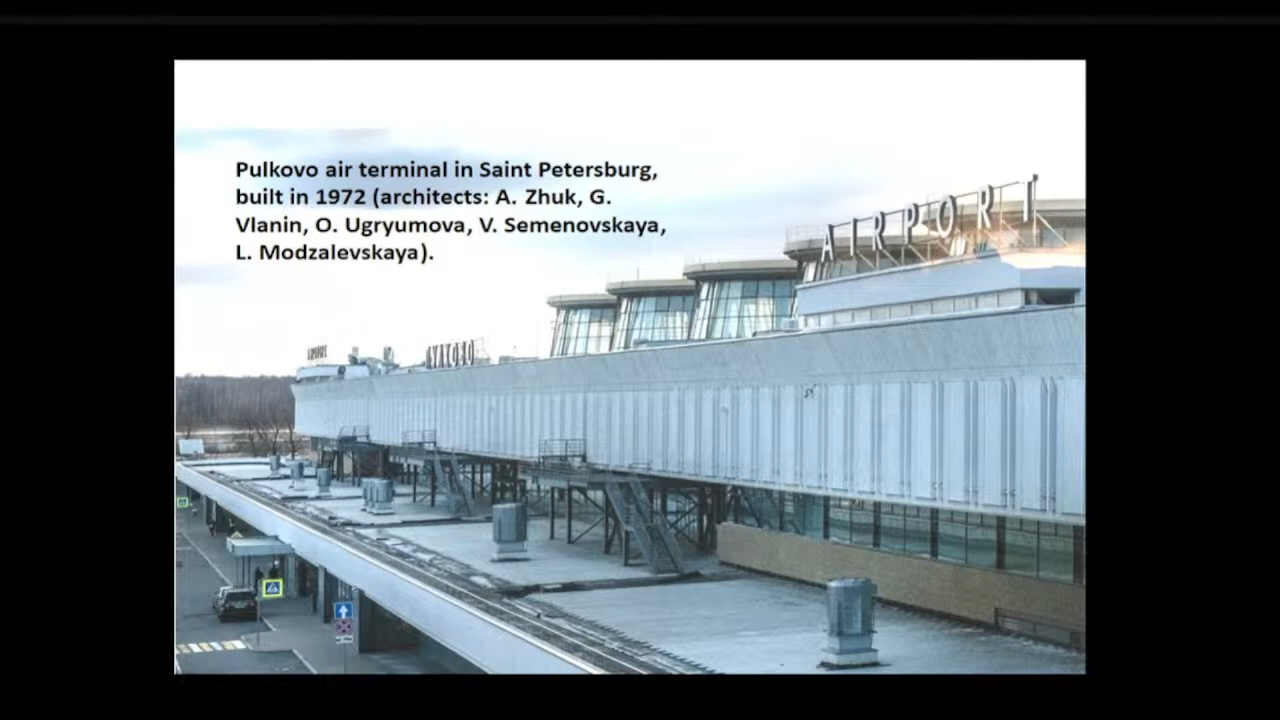 Pulkovo air terminal in Saint Petersburg,
built in 1972 (architects: A. Zhuk, G.
Vlanin, O. Ugryumova, V. Semenovskaya,
L. Modzalevskaya).
AIRPORT